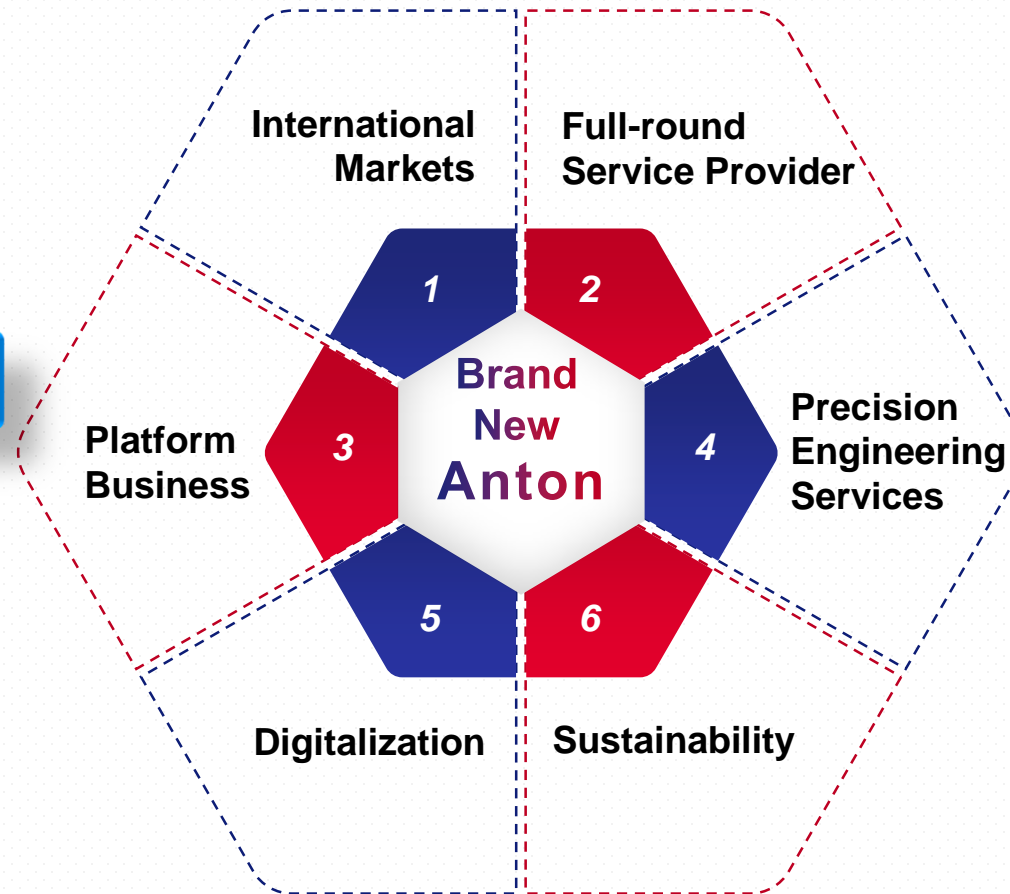 International
Markets
Full-round
Service Provider
1
2
Brand
New
Anton
Platform
Business
3
4
Precision
Engineering
Services
5
6
Digitalization
Sustainability